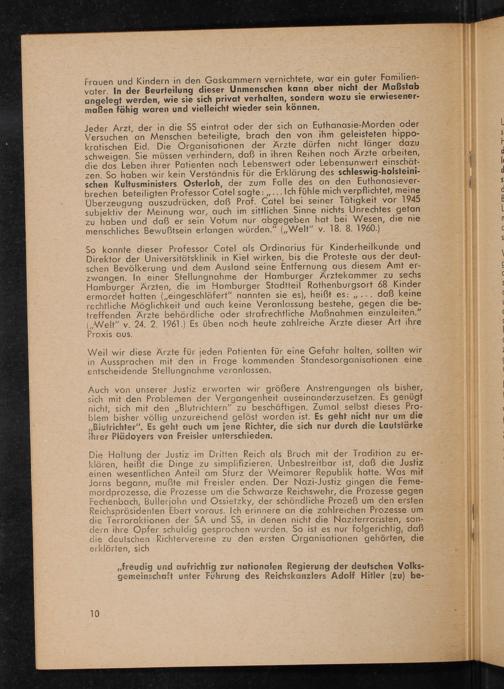 Frauen und Kindern in den Gaskammern vernichtete, war ein guter Familien-
vater. In der Beurteilung dieser Unmenschen kann aber nicht der Maßstab
angelegt werden, wie sie sich privat verhalten, sondern wozu sie erwiesener-
maßen fähig waren und vielleicht wieder sein können.
Jeder Arzt, der in die SS eintrat oder der sich an Euthanasie-Morden oder
Versuchen an Menschen beteiligte, brach den von ihm geleisteten hippo-
kratischen Eid. Die Organisationen der Ärzte dürfen nicht länger dazu
schweigen. Sie müssen verhindern, daß in ihren Reihen noch Ärzte arbeiten,
die das Leben ihrer Patienten nach Lebenswert oder Lebensunwert einschät-
zen. So haben wir kein Verständnis für die Erklärung des schleswig-holsteini-
schen Kultusministers Osterloh, der zum Falle des an den Euthanasiever-
brechen beteiligten Professor Catel sagte: „... Ich fühle mich verpflichtet, meine
Überzeugung auszudrücken, daß Prof. Catel bei seiner Tätigkeit vor 1945
subjektiv der Meinung war, auch im sittlichen Sinne nichts Unrechtes getan
zu haben und daß er sein Votum nur abgegeben hat bei Wesen, die nie
menschliches Bewußtsein erlangen würden.“ („Welt“ v. 18. 8. 1960.)
So konnte dieser Professor Catel als Ordinarius für Kinderheilkunde und
Direktor der Universitätsklinik in Kiel wirken, bis die Proteste aus der deut-
schen Bevölkerung und dem Ausland seine Entfernung aus diesem Amt er-
zwangen. In einer Stellungnahme der Hamburger Ärztekammer zu sechs
Hamburger Ärzten, die im Hamburger Stadtteil Rothenburgsort 68 Kinder
ermordet hatten („eingeschläfert“ nannten sie es), heißt es: „... daß keine
rechtliche Möglichkeit und auch keine Veranlassung bestehe, gegen die be-
treffenden Ärzte behördliche oder strafrechtliche Maßnahmen einzuleiten.“
(„Welt“ v. 24. 2. 1961.) Es üben noch heute zahlreiche Ärzte dieser Art ihre
Praxis aus.
Weil wir diese Ärzte für jeden Patienten für eine Gefahr halten, sollten wir
in Aussprachen mit den in Frage kommenden Standesorganisationen eine
entscheidende Stellungnahme veranlassen.
Auch von unserer Justiz erwarten wir größere Anstrengungen als bisher,
sich mit den Problemen der Vergangenheit auseinanderzusetzen. Es genügt
nicht, sich mit den „Blutrichtern“ zu beschäftigen. Zumal selbst dieses Pro-
blem bisher völlig unzureichend gelöst worden ist. Es geht nicht nur um die
„Blutrichter“. Es geht auch um jene Richter, die sich nur durch die Lautstärke
ihrer Plädoyers von Freisler unterschieden.
Die Haltung der Justiz im Dritten Reich als Bruch mit der Tradition zu er-
klären, heißt die Dinge zu simplifizieren. Unbestreitbar ist, daß die Justiz
einen wesentlichen Anteil am Sturz der Weimarer Republik hatte. Was mit
Jorns begann, mußte mit Freisler enden. Der Nazi-Justiz gingen die Feme-
mordprozesse, die Prozesse um die Schwarze Reichswehr, die Prozesse gegen
Fechenbach, Bullerjohn und Ossietzky, der schändliche Prozeß um den ersten
Reichspräsidenten Ebert voraus. Ich erinnere an die zahlreichen Prozesse um
die Terroraktionen der SA und SS, in denen nicht die Naziterroristen, son-
dern ihre Opfer schuldig gesprochen wurden. So ist es nur folgerichtig, daß
die deutschen Richtervereine zu den ersten Organisationen gehörten, die
erklärten, sich
„freudig und aufrichtig zur nationalen Regierung der deutschen Volks-
gemeinschaft unter Führung des Reichskanzlers Adolf Hitler (zu) be-
10